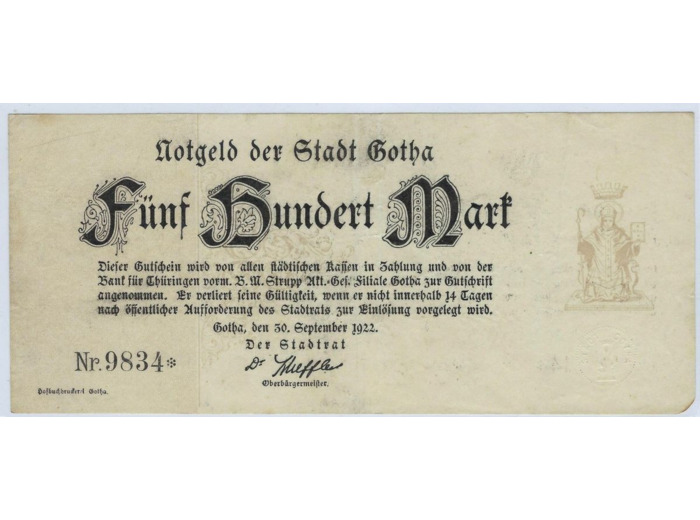 Notgeld der Stadt Gotha
Fünf Hundert Mark
Dieser Gutschein wird von allen städtischen Kassen in Zahlung und von der
Bank für Thüringen vorm. B. M. Strupp Akt.-Ges. Filiale Gotha zur Gutschrift
angenommen. Er verliert seine Gültigkeit, wenn er nicht innerhalb 14 Tagen
nach öffentlicher Aufforderung des Stadtrats zur Einlösung vorgelegt wird.
Gotha, den 30. September 1922.
Der Stadtrat
Nr. 9834*
Dr Scheffler
Oberbürgermeister.
Hofbuchdruckerei Gotha.